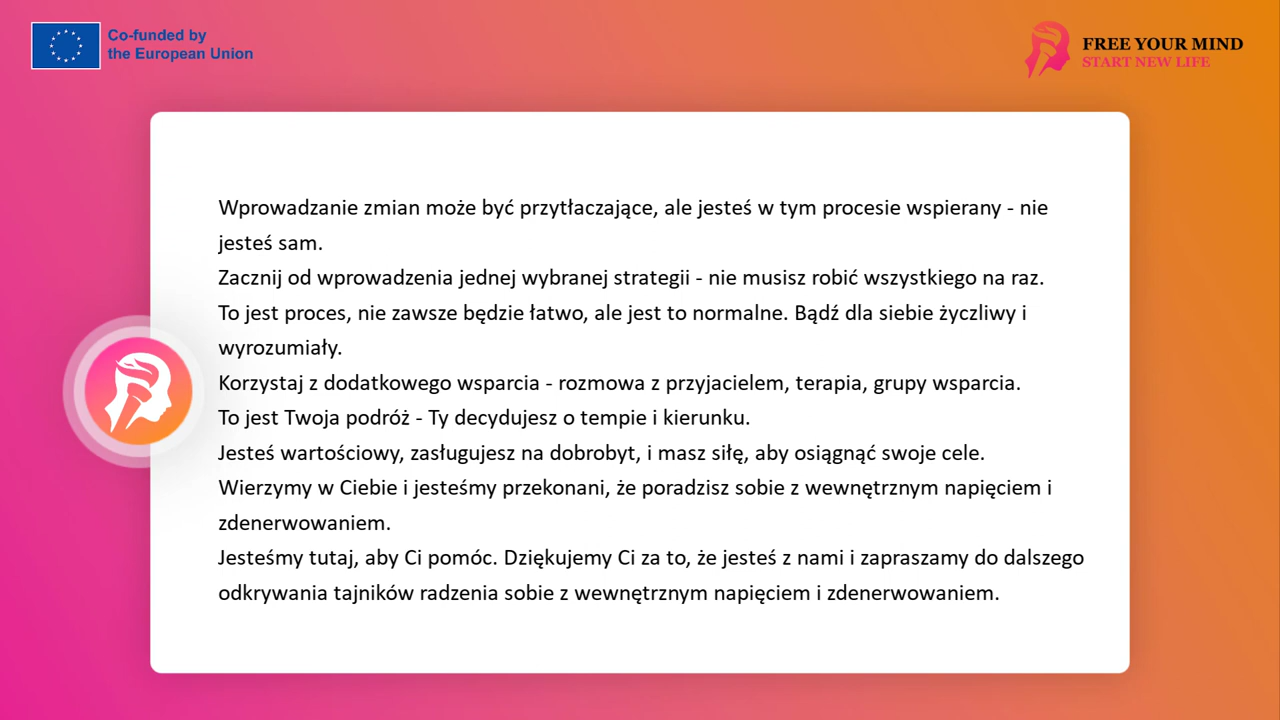 Co-funded by
the European Union
FREE YOUR MIND
START NEW LIFE
Wprowadzanie zmian może być przytłaczające, ale jesteś w tym procesie wspierany - nie
jesteś sam.
Zacznij od wprowadzenia jednej wybranej strategii - nie musisz robić wszystkiego na raz.
To jest proces, nie zawsze będzie łatwo, ale jest to normalne. Bądź dla siebie życzliwy i
wyrozumiały.
Korzystaj z dodatkowego wsparcia - rozmowa z przyjacielem, terapia, grupy wsparcia.
To jest Twoja podróż - Ty decydujesz o tempie i kierunku.
Jesteś wartościowy, zasługujesz na dobrobyt, i masz siłę, aby osiągnąć swoje cele.
Wierzymy w Ciebie i jesteśmy przekonani, że poradzisz sobie z wewnętrznym napięciem i
zdenerwowaniem.
Jesteśmy tutaj, aby Ci pomóc. Dziękujemy Ci za to, że jesteś z nami i zapraszamy do dalszego
odkrywania tajników radzenia sobie z wewnętrznym napięciem i zdenerwowaniem.